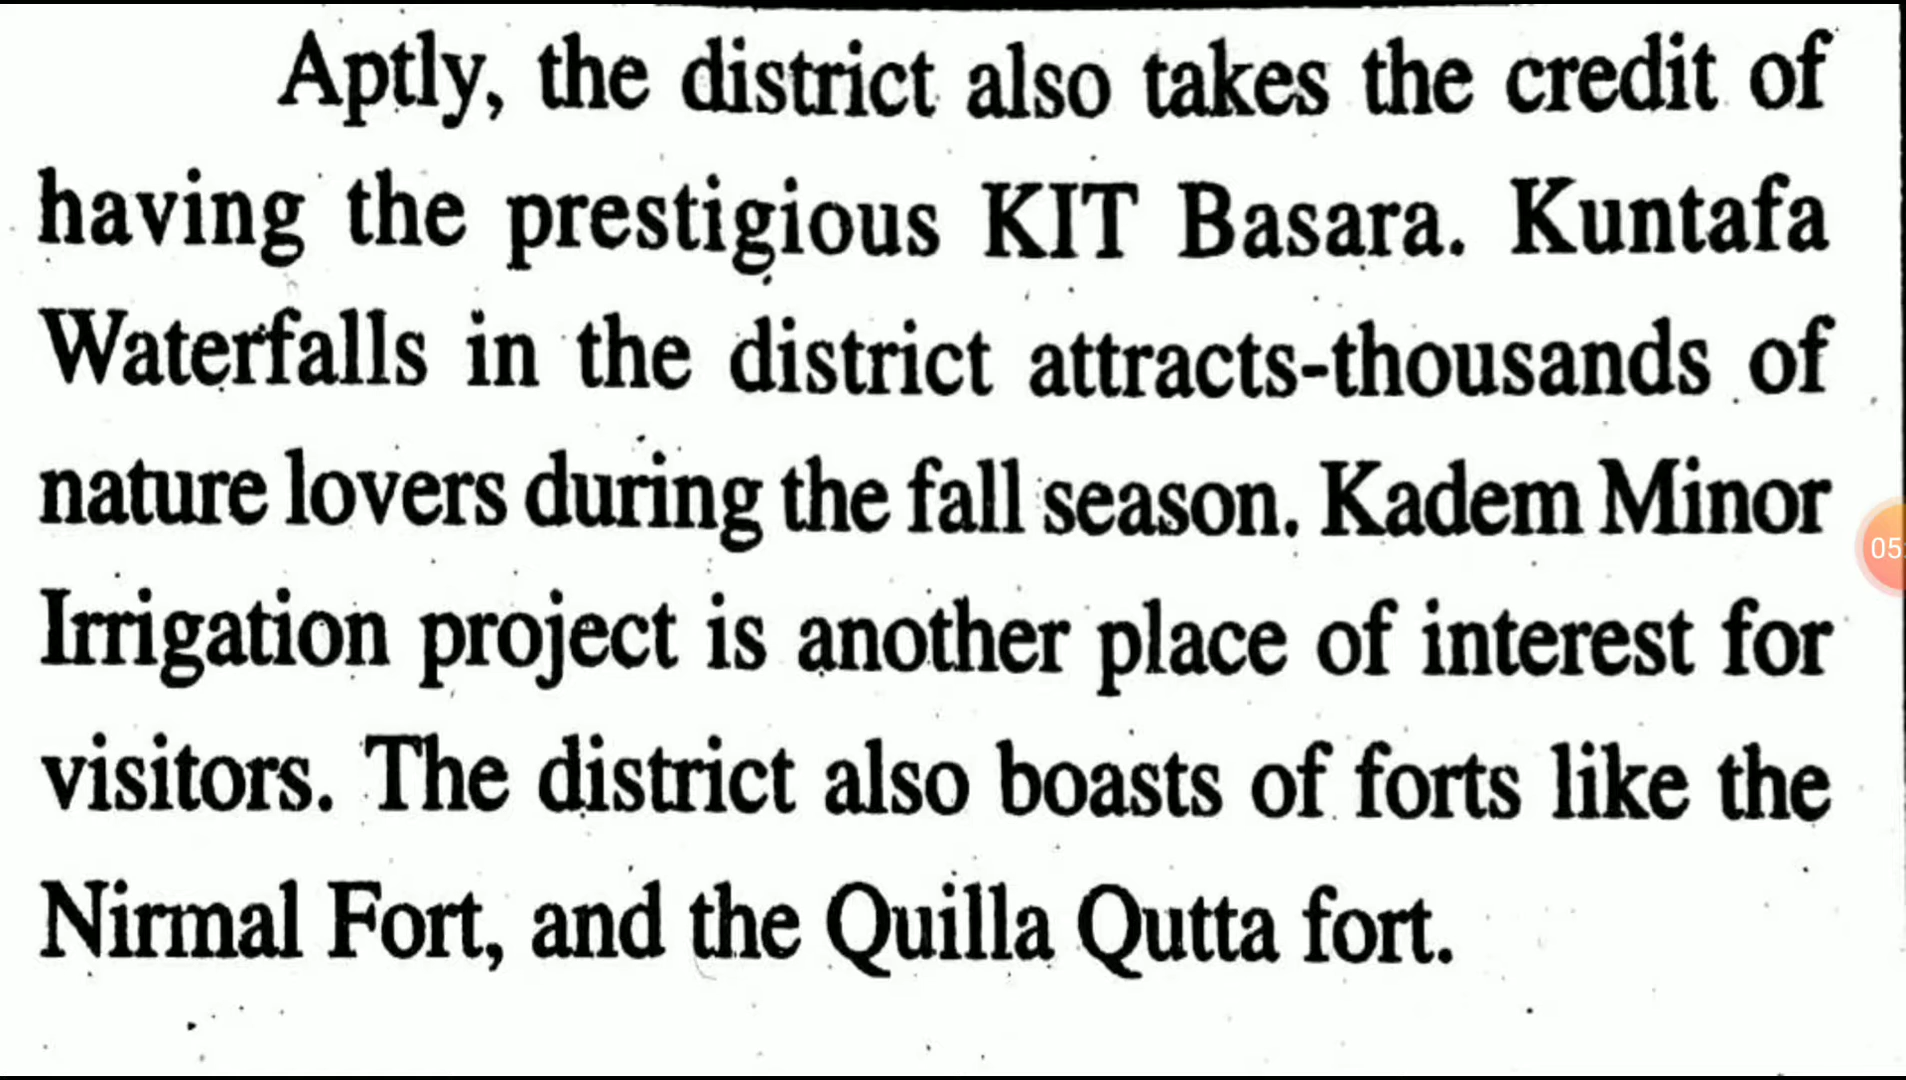 Aptly, the district also takes the credit of
having the prestigious KIT Basara. Kuntafa
Waterfalls in the district attracts-thousands of
nature lovers during the fall season. Kadem Minor
Irrigation project is another place of interest for
visitors. The district also boasts of forts like the
Nirmal Fort, and the Quilla Qutta fort.
05